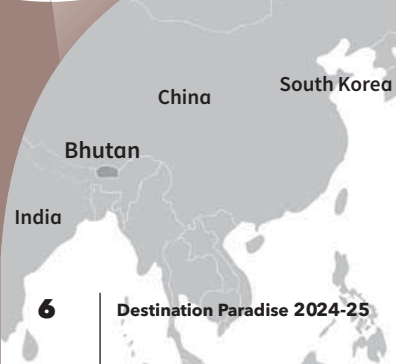 South Korea
China
Bhutan
India
6
Destination Paradise 2024-25